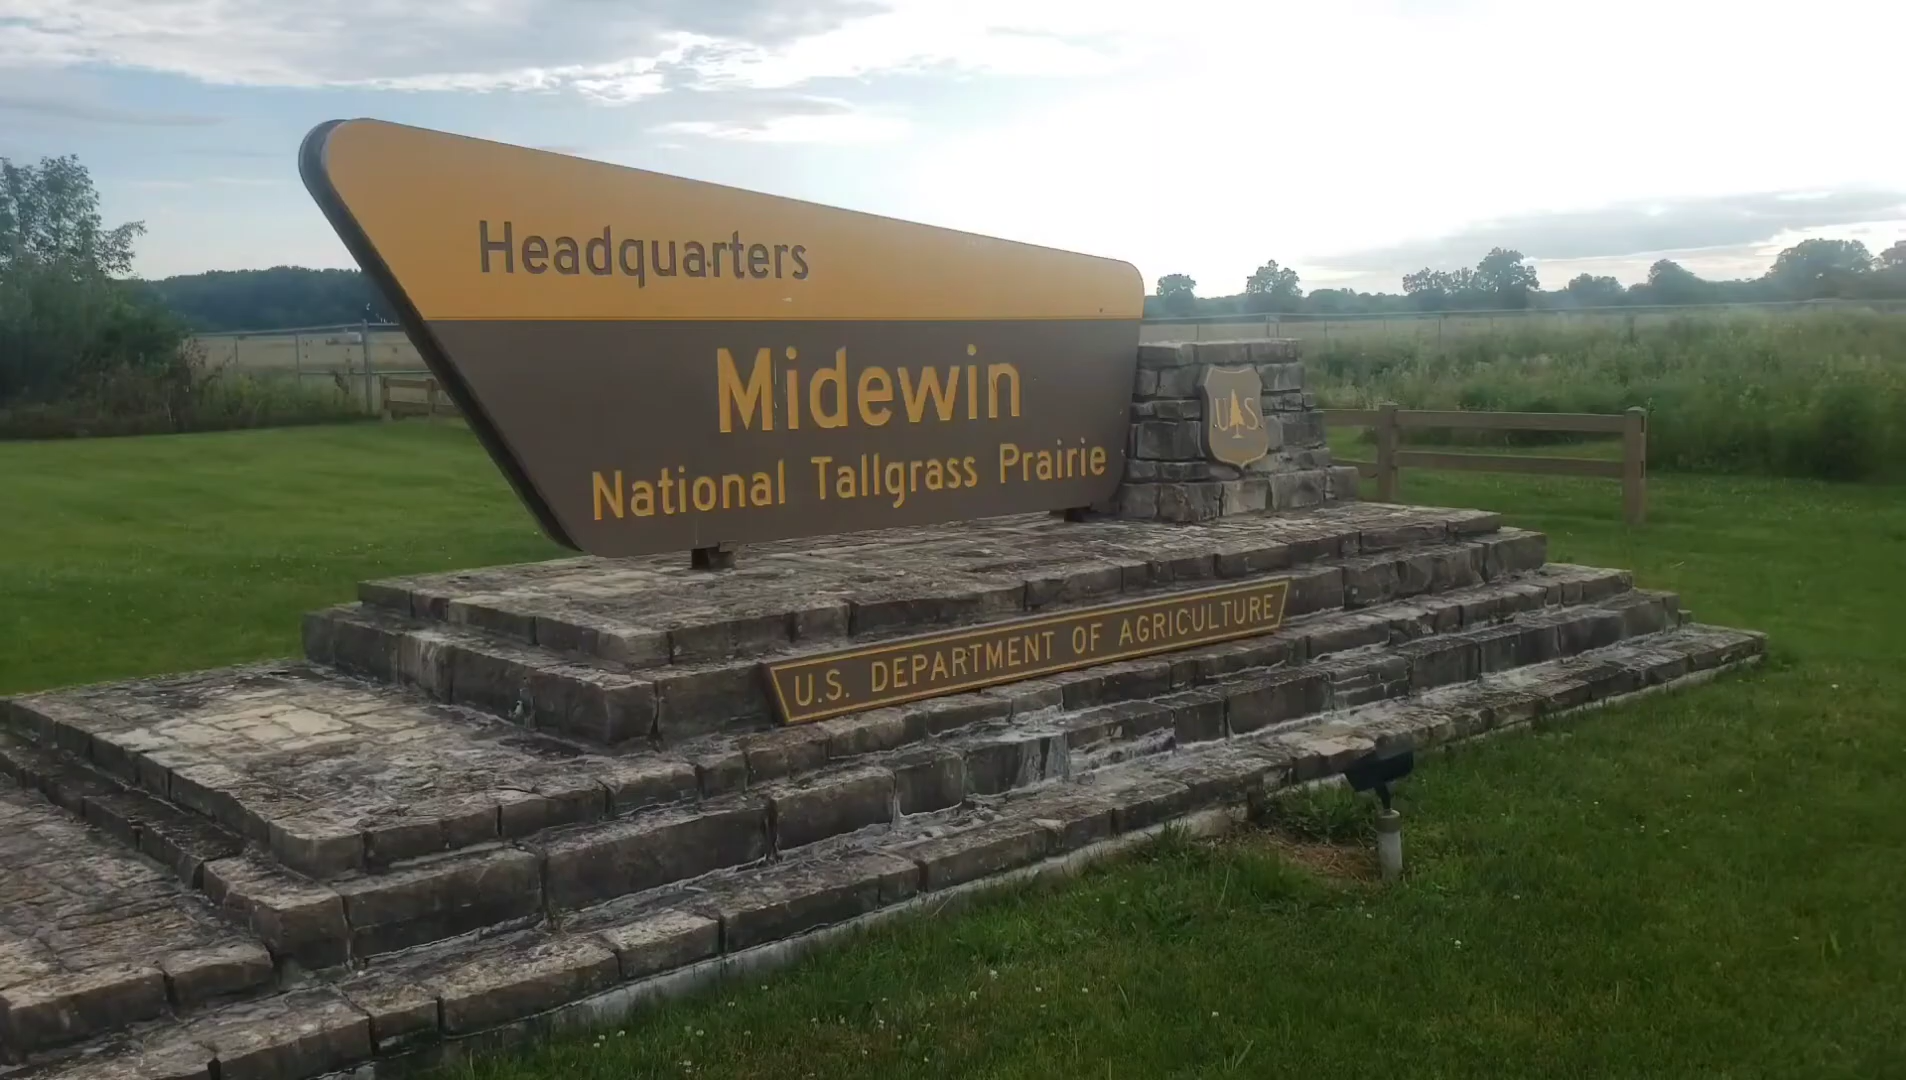 Headquarters
Midewin
National Tallgrass Prairie
U S
U.S. DEPARTMENT OF AGRICULTURE